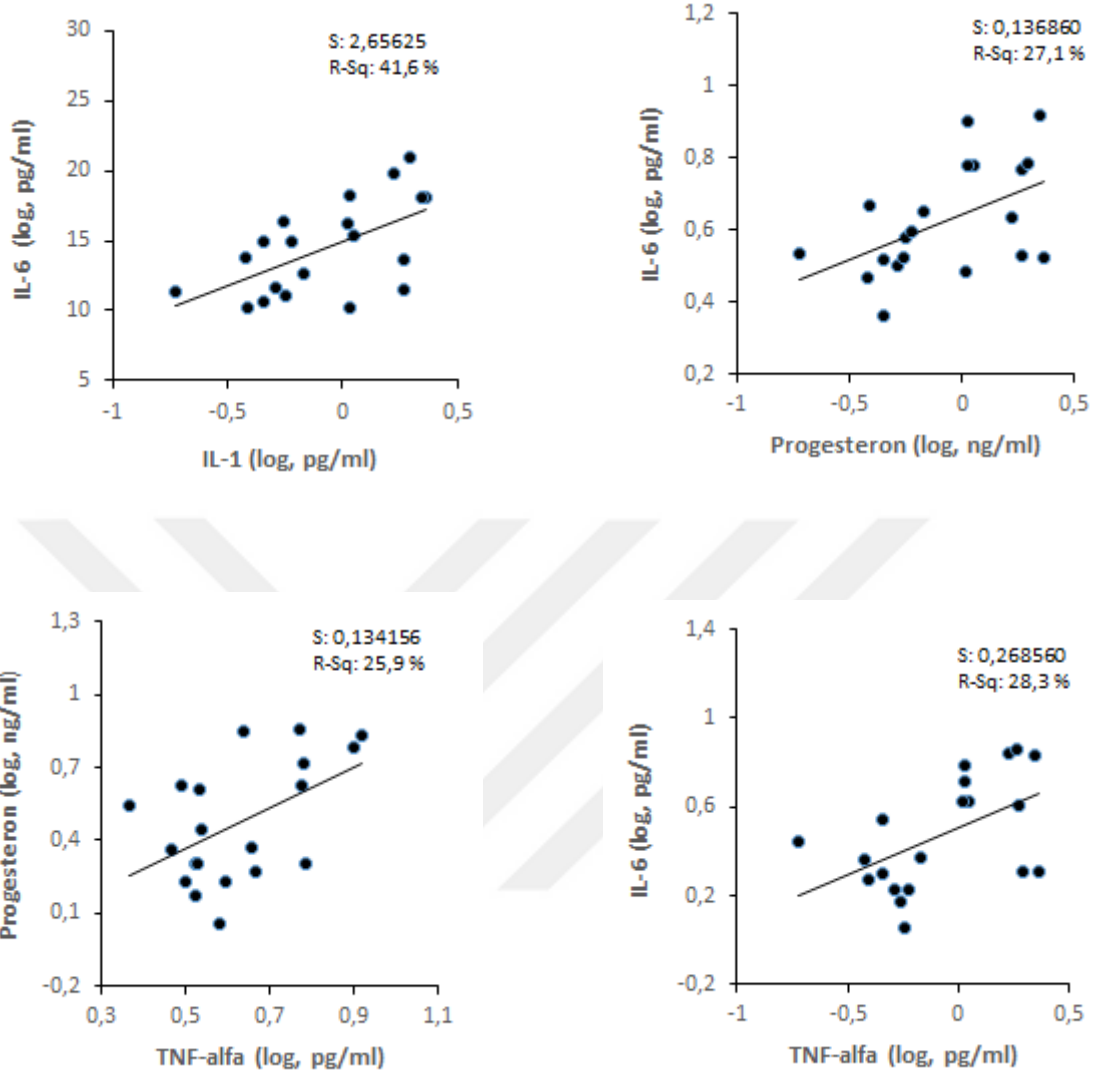 30
25
20
15
10
5
-1
-0,5
0
0,5
IL-6 (log, pg/ml)
IL-1 (log, pg/ml)
S: 2,65625
R-Sq: 41,6 %
1,2
1
0,8
0,6
0,4
0,2
-1
-0,5
0
0,5
IL-6 (log, pg/ml)
Progesteron (log, ng/ml)
S: 0,136860
R-Sq: 27,1 %
1,3
1
0,7
0,4
0,1
-0,2
0,3
0,5
0,7
0,9
1,1
Progesteron (log, ng/ml)
TNF-alfa (log, pg/ml)
S: 0,134156
R-Sq: 25,9 %
1,4
1
0,6
0,2
-0,2
-1
-0,5
0
0,5
IL-6 (log, pg/ml)
TNF-alfa (log, pg/ml)
S: 0,268560
R-Sq: 28,3 %